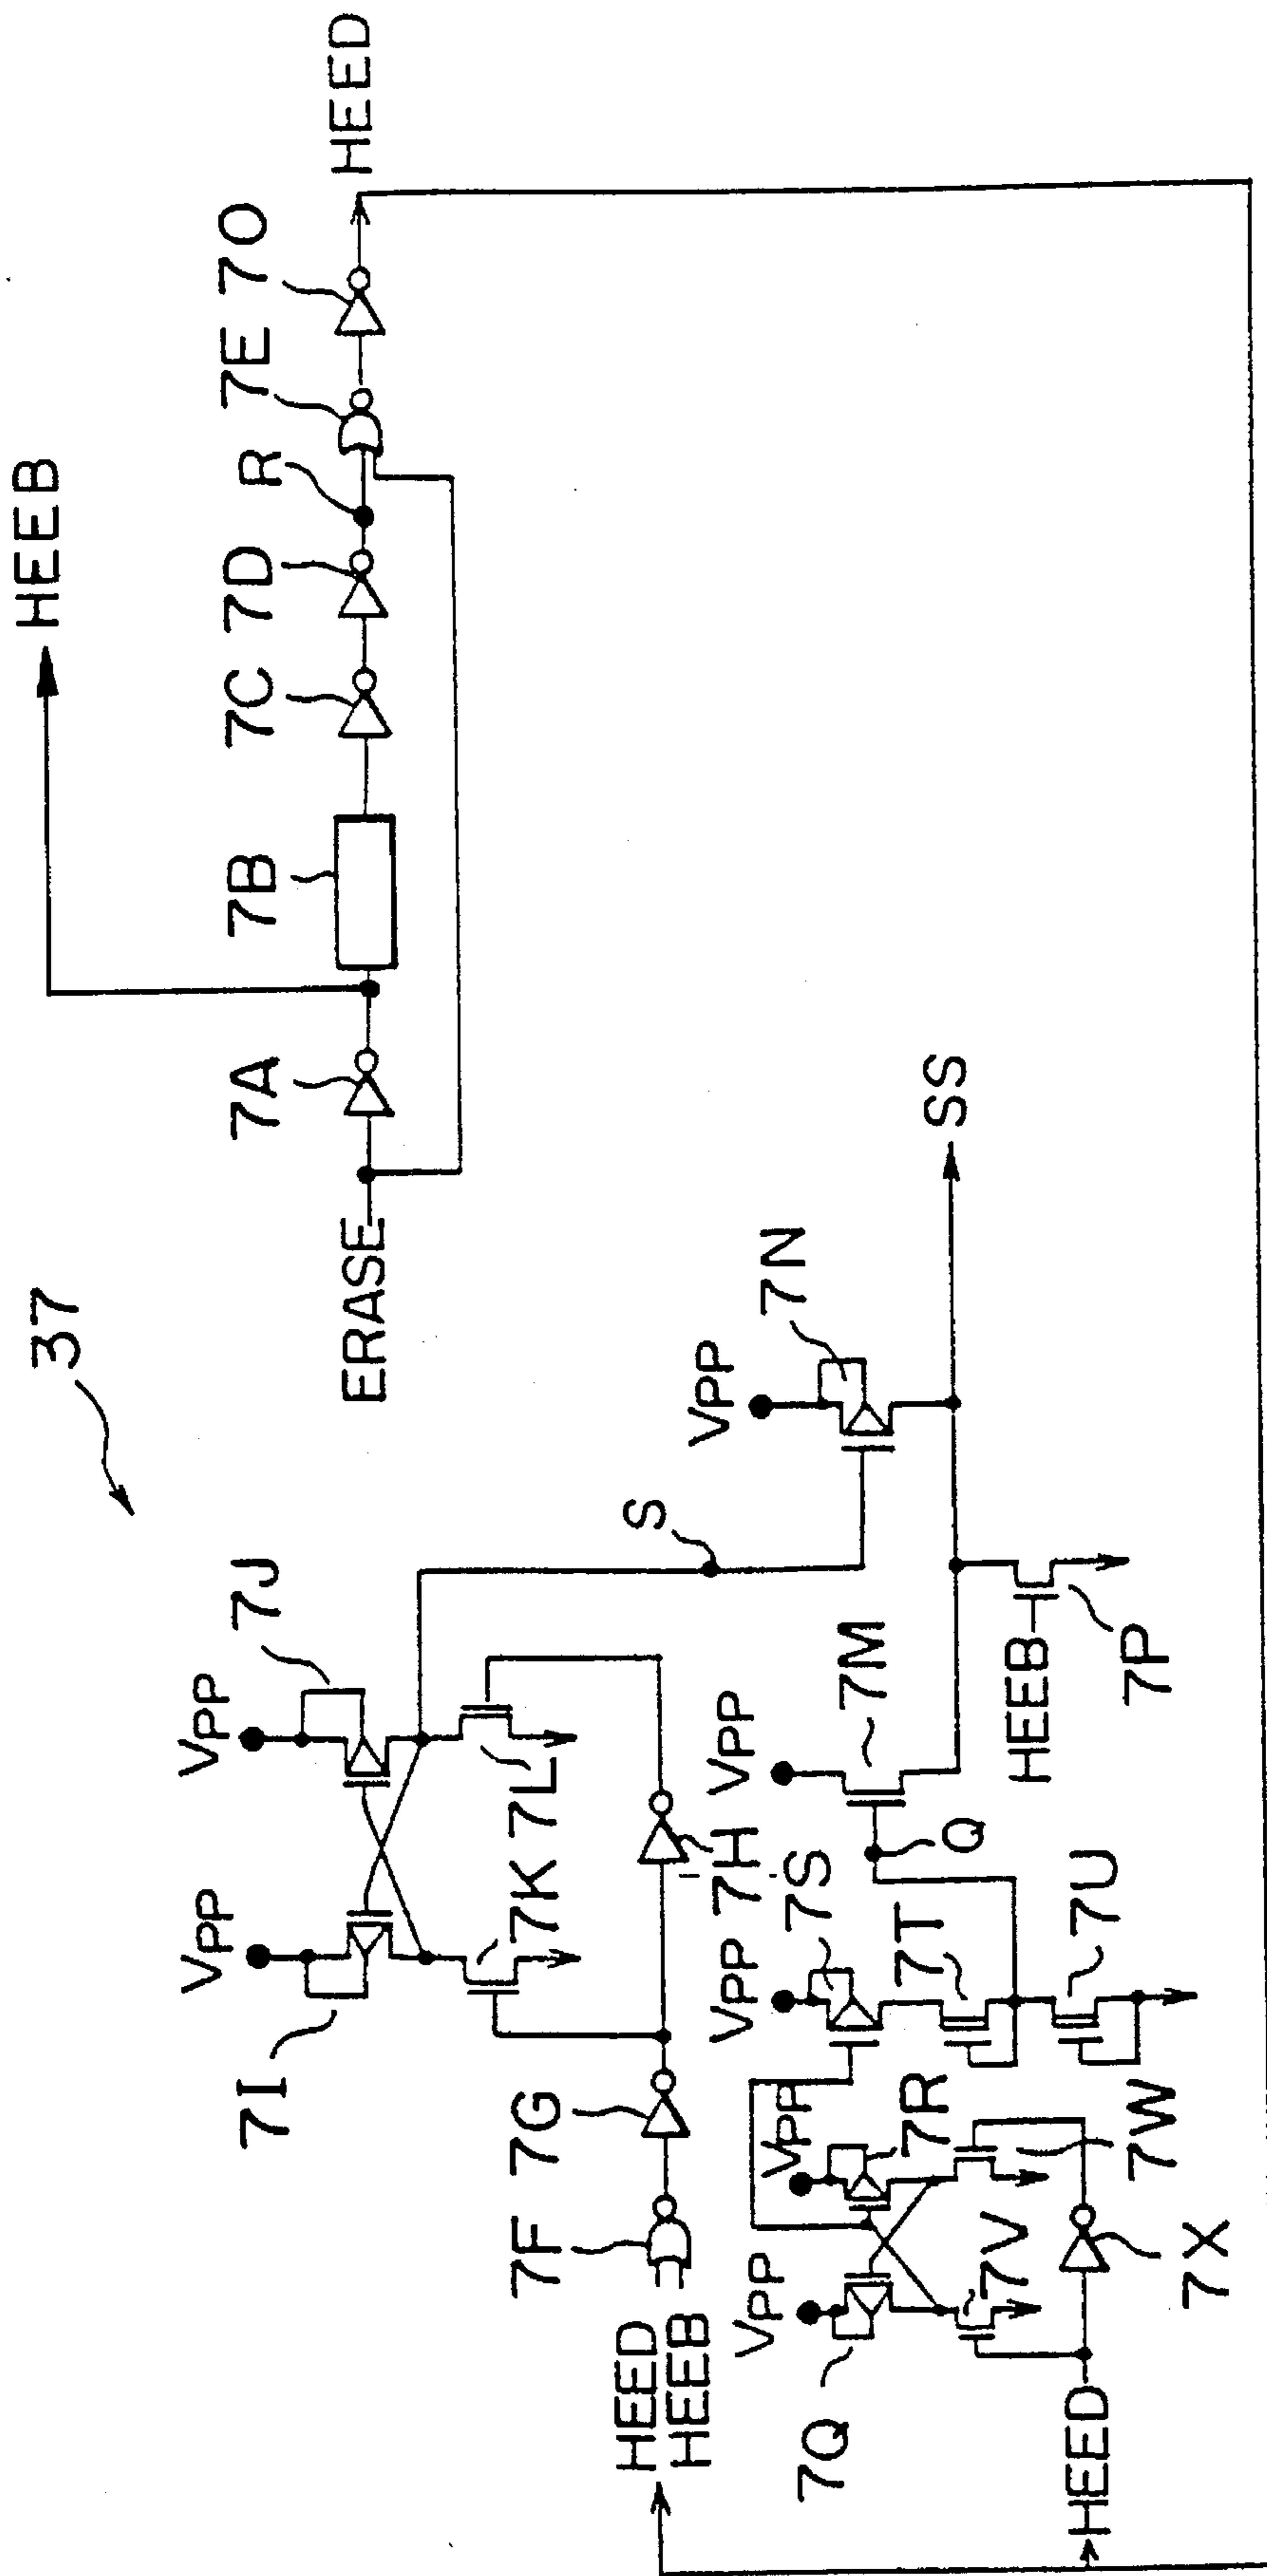 37
HEEB
ERASE
7A
7B
7C
7D
R
7E
7O
HEED
VPP
VPP
7I
7J
7K
7L
7F
7G
7H
HEED
HEEB
S
VPP
7N
SS
VPP
7M
Q
HEEB
7P
VPP
7S
7T
7U
VPP
VPP
7Q
7R
7V
7W
HEED
7X